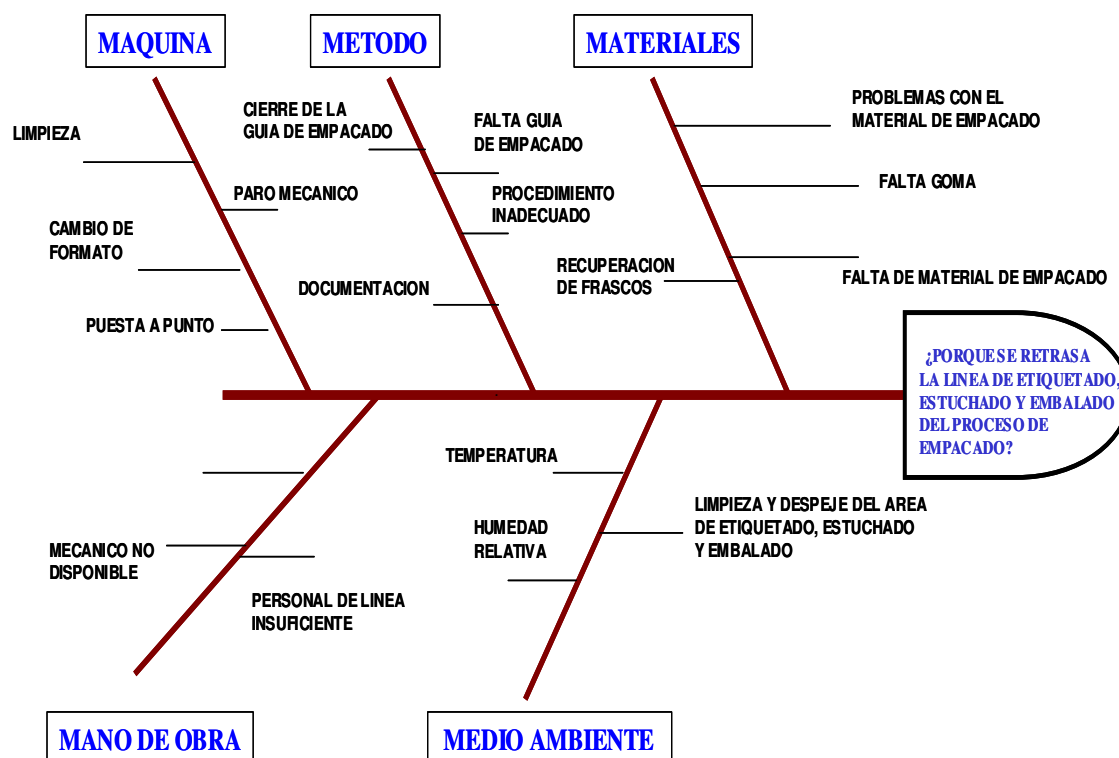 MAQUINA
METODO
MATERIALES
LIMPIEZA
PARO MECANICO
CAMBIO DE
FORMATO
PUESTA A PUNTO
CIERRE DE LA
GUIA DE EMPACADO
FALTA GUIA
DE EMPACADO
PROCEDIMIENTO
INADECUADO
DOCUMENTACION
PROBLEMAS CON EL
MATERIAL DE EMPACADO
FALTA GOMA
RECUPERACION
DE FRASCOS
FALTA DE MATERIAL DE EMPACADO
¿PORQUE SE RETRASA
LA LINEA DE ETIQUETADO,
ESTUCHADO Y EMBALADO
DEL PROCESO DE
EMPACADO?
MECANICO NO
DISPONIBLE
PERSONAL DE LINEA
INSUFICIENTE
TEMPERATURA
HUMEDAD
RELATIVA
LIMPIEZA Y DESPEJE DEL AREA
DE ETIQUETADO, ESTUCHADO
Y EMBALADO
MANO DE OBRA
MEDIO AMBIENTE